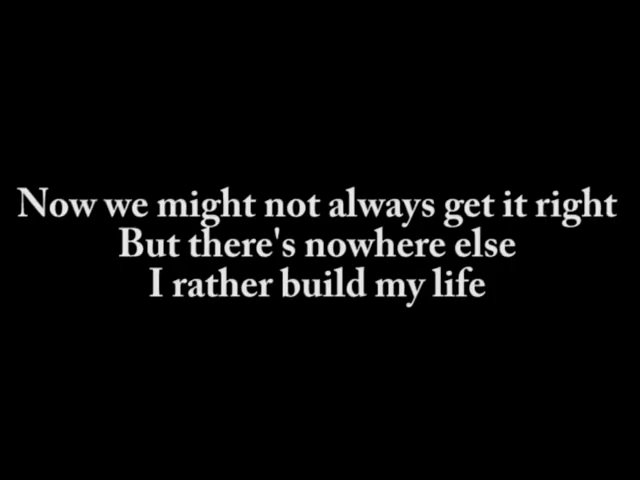 Now we might not always get it right
But there's nowhere else
I rather build my life